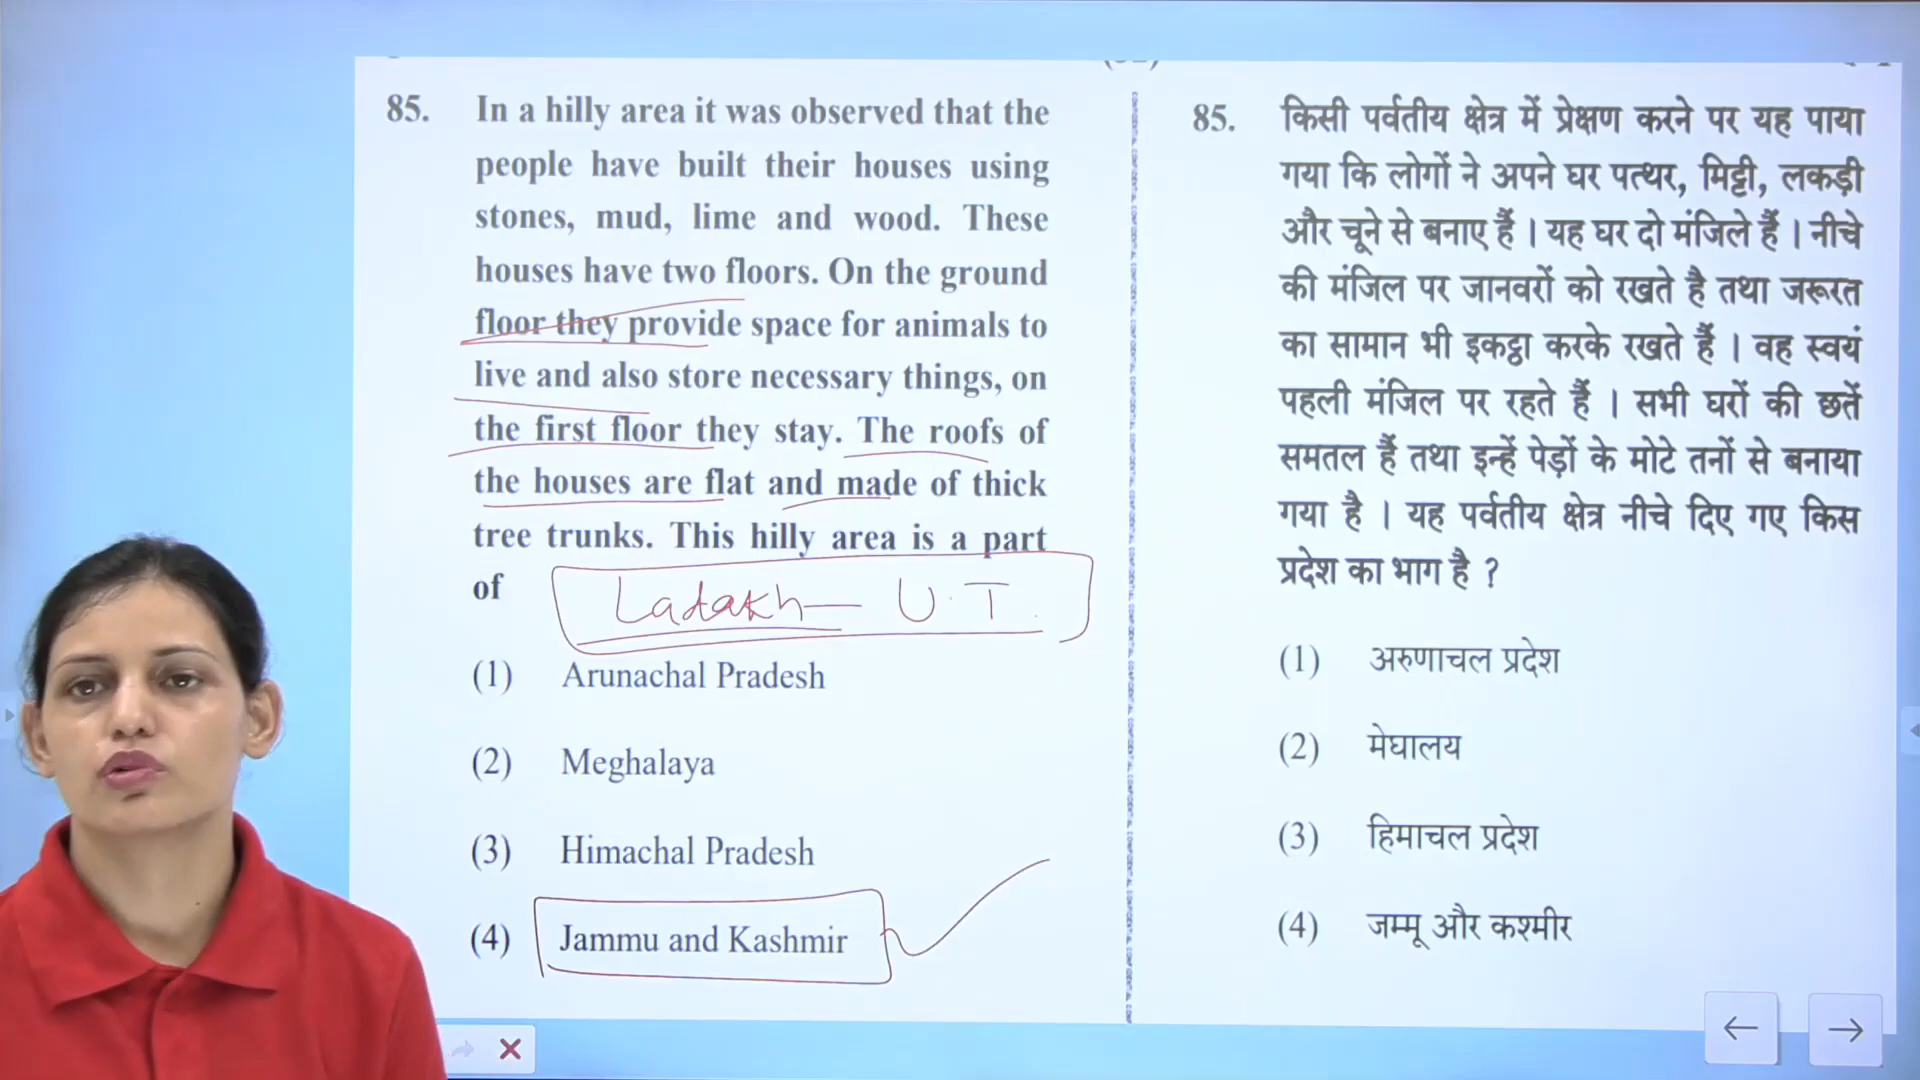 85. In a hilly area it was observed that the
people have built their houses using
stones, mud, lime and wood. These
houses have two floors. On the ground
floor they provide space for animals to
live and also store necessary things, on
the first floor they stay. The roofs of
the houses are flat and made of thick
tree trunks. This hilly area is a part
of
Ladakh— U.T.
(1) Arunachal Pradesh
(2) Meghalaya
(3) Himachal Pradesh
(4) Jammu and Kashmir
85. किसी पर्वतीय क्षेत्र में प्रेक्षण करने पर यह पाया
गया कि लोगों ने अपने घर पत्थर, मिट्टी, लकड़ी
और चूने से बनाए हैं । यह घर दो मंजिले हैं । नीचे
की मंजिल पर जानवरों को रखते है तथा जरूरत
का सामान भी इकट्ठा करके रखते हैं । वह स्वयं
पहली मंजिल पर रहते हैं । सभी घरों की छतें
समतल हैं तथा इन्हें पेड़ों के मोटे तनों से बनाया
गया है । यह पर्वतीय क्षेत्र नीचे दिए गए किस
प्रदेश का भाग है ?
(1) अरुणाचल प्रदेश
(2) मेघालय
(3) हिमाचल प्रदेश
(4) जम्मू और कश्मीर